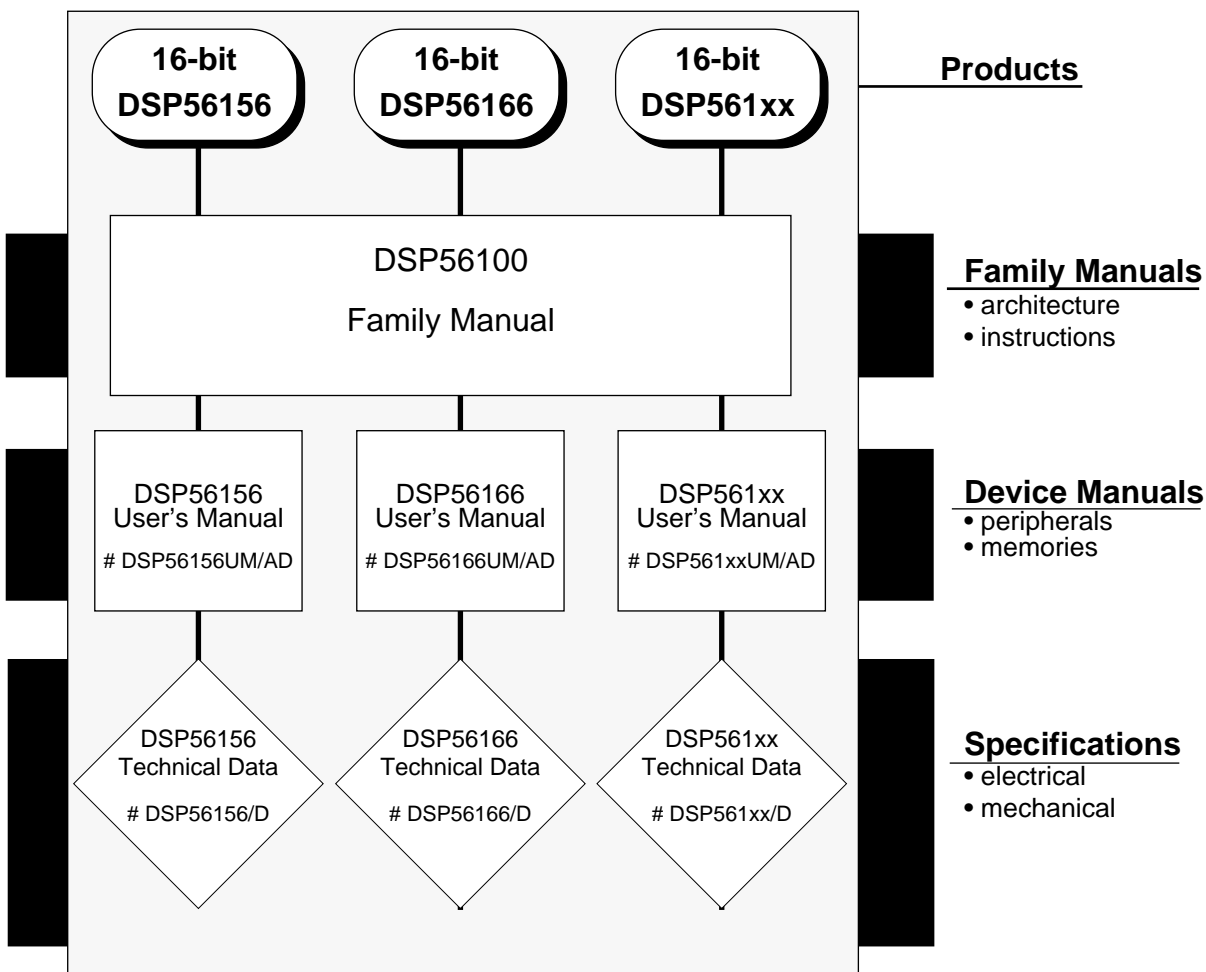 16-bit
DSP56156
16-bit
DSP56166
16-bit
DSP561xx
Products
DSP56100
Family Manual
Family Manuals
• architecture
• instructions
DSP56156
User’s Manual
# DSP56156UM/AD
DSP56166
User’s Manual
# DSP56166UM/AD
DSP561xx
User’s Manual
# DSP561xxUM/AD
Device Manuals
• peripherals
• memories
DSP56156
Technical Data
# DSP56156/D
DSP56166
Technical Data
# DSP56166/D
DSP561xx
Technical Data
# DSP561xx/D
Specifications
• electrical
• mechanical